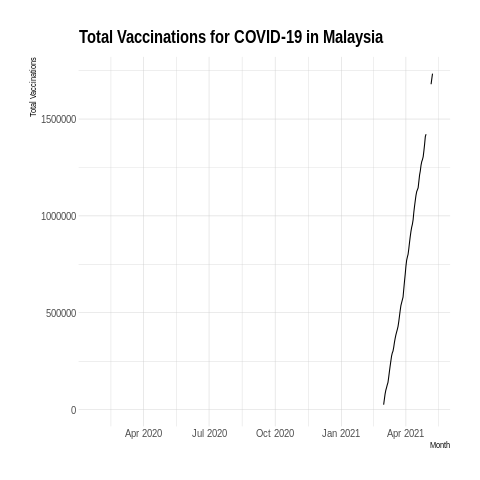 Total Vaccinations for COVID-19 in Malaysia
Total Vaccinations
1500000
1000000
500000
0
Apr 2020 Jul 2020 Oct 2020 Jan 2021 Apr 2021
Month